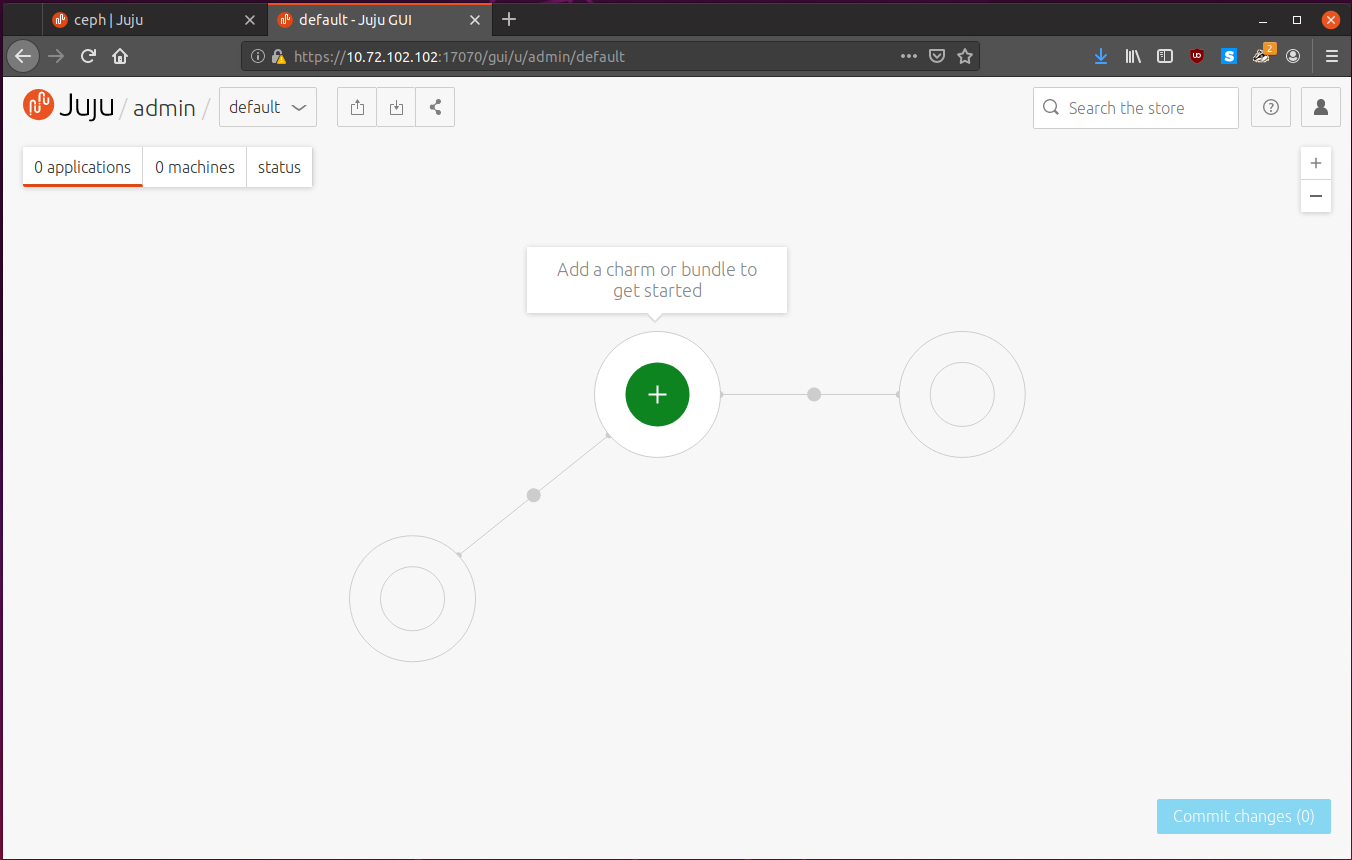 ceph | Juju
default - Juju GUI
https://10.72.102.102:17070/gui/u/admin/default
2
Juju / admin / default
Search the store
0 applications
0 machines
status
Add a charm or bundle to
get started
Commit changes (0)